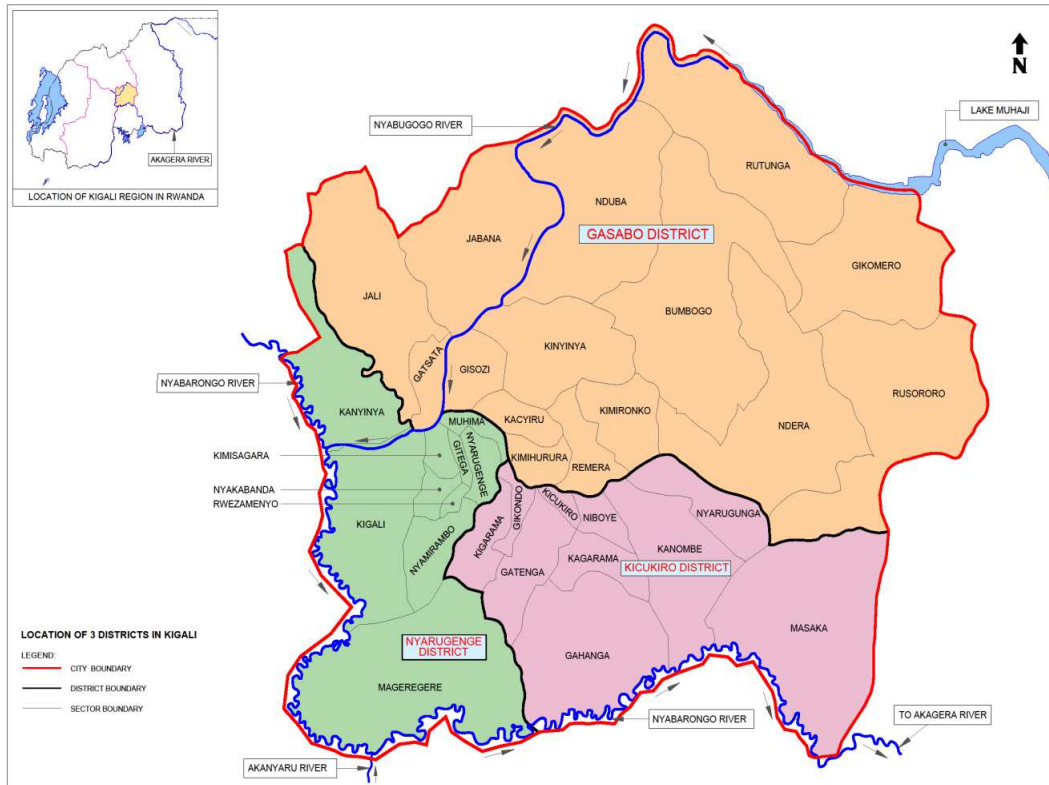 AKAGERA RIVER
LOCATION OF KIGALI REGION IN RWANDA
N
LAKE MUHAJI
NYABUGOGO RIVER
RUTUNGA
NDUBA
GASABO DISTRICT
JABANA
GIKOMERO
JALI
BUMBOGO
KINYINYA
GATSATA
GISOZI
NYABARONGO RIVER
RUSORORO
KANYINYA
KIMIRONKO
KACYIRU
MUHIMA
NDERA
KIMISAGARA
GITEGA
NYARUGENGE
KIMIHURURA
REMERA
NYAKABANDA
RWEZAMENYO
KIGALI
NYAMIRAMBO
KIGARAMA
GIKONDO
KICUKIRO
NIBOYE
NYARUGUNGA
KANOMBE
KAGARAMA
GATENGA
KICUKIRO DISTRICT
MASAKA
LOCATION OF 3 DISTRICTS IN KIGALI
LEGEND:
CITY BOUNDARY
DISTRICT BOUNDARY
SECTOR BOUNDARY
NYARUGENGE
DISTRICT
GAHANGA
MAGEREGERE
NYABARONGO RIVER
TO AKAGERA RIVER
AKANYARU RIVER